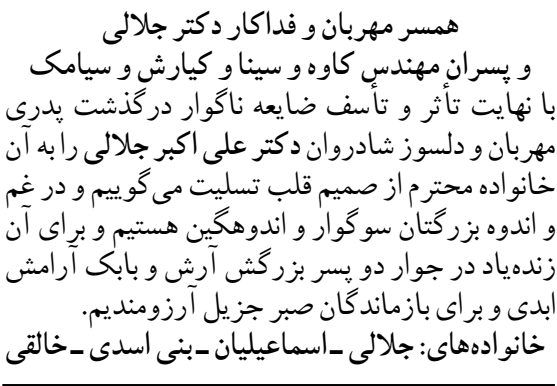 همسر مهربان و فداکار دکتر جلالی
و پسران مهندس کاوه و سینا و کیارش و سیامک
با نهایت تأثر و تأسف ضایعه ناگوار درگذشت پدری
مهربان و دلسوز شادروان دکتر علی اکبر جلالی را به آن
خانواده محترم از صمیم قلب تسلیت می‌گوییم و در غم
و اندوه بزرگتان سوگوار و اندوهگین هستیم و برای آن
زنده‌یاد در جوار دو پسر بزرگش آرش و بابک آرامش
ابدی و برای بازماندگان صبر جزیل آرزومندیم.
خانواده‌های: جلالی ـ اسماعیلیان ـ بنی اسدی ـ خالقی